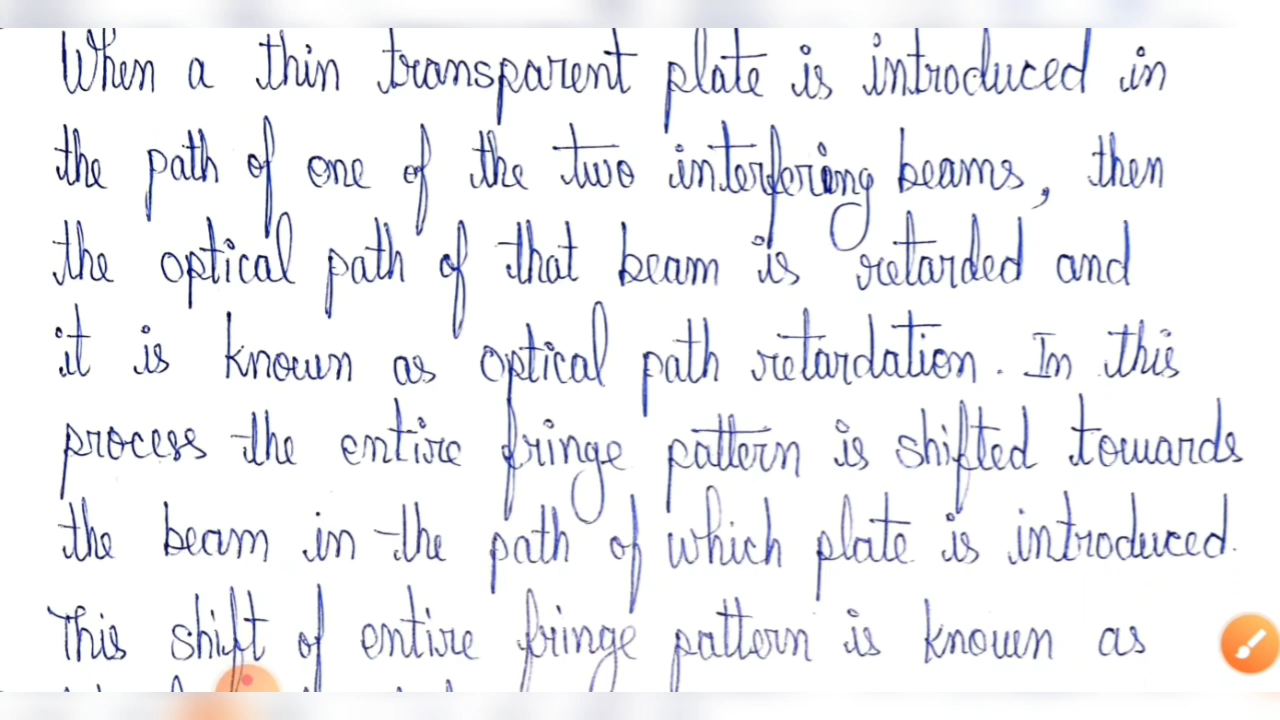 When a thin transparent plate is introduced in
the path of one of the two interfering beams, then
the optical path of that beam is retarded and
it is known as optical path retardation. In this
process the entire fringe pattern is shifted towards
the beam in the path of which plate is introduced.
This shift of entire fringe pattern is known as